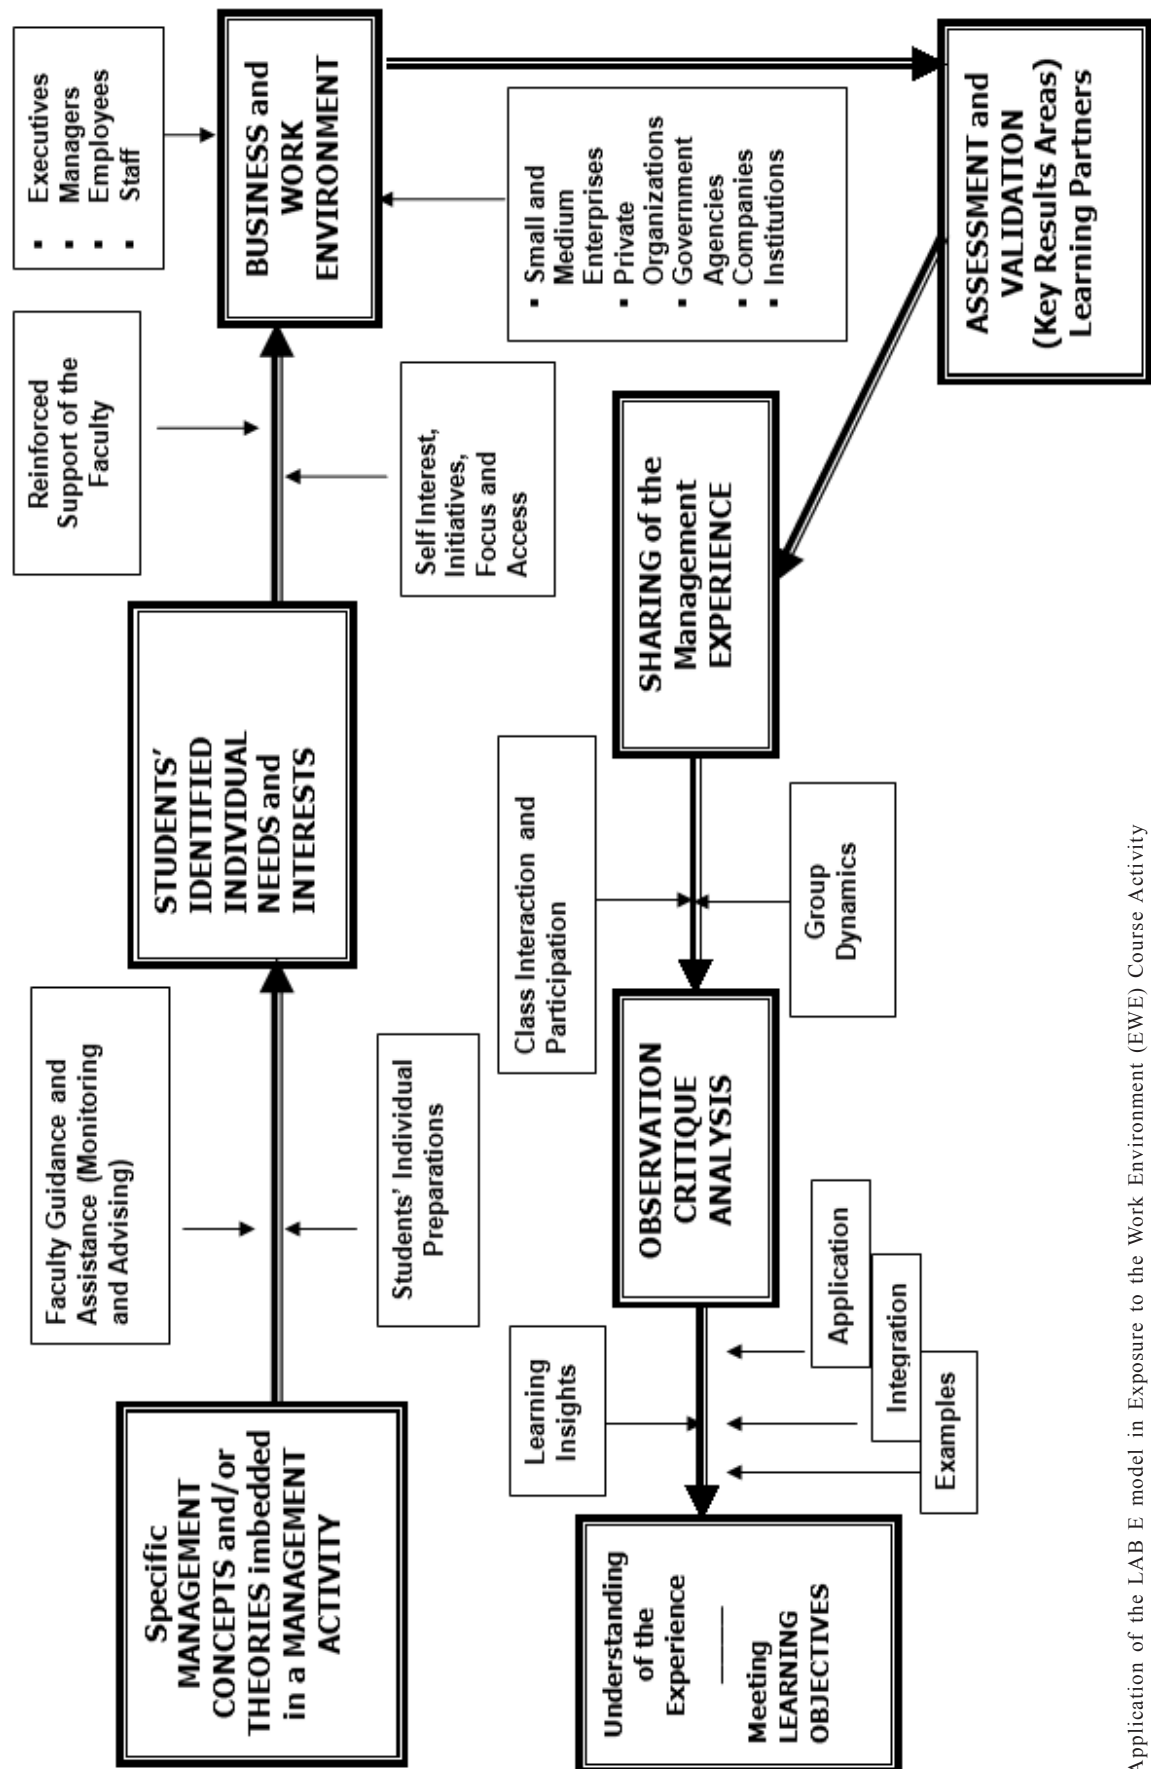 Specific
MANAGEMENT
CONCEPTS and/or
THEORIES imbedded
in a MANAGEMENT
ACTIVITY
Faculty Guidance and
Assistance (Monitoring
and Advising)
Students' Individual
Preparations
STUDENTS'
IDENTIFIED
INDIVIDUAL
NEEDS and
INTERESTS
Reinforced
Support of the
Faculty
Self Interest,
Initiatives,
Focus and
Access
▪ Executives
▪ Managers
▪ Employees
▪ Staff
BUSINESS and
WORK
ENVIRONMENT
▪ Small and
Medium
Enterprises
▪ Private
Organizations
▪ Government
Agencies
▪ Companies
▪ Institutions
ASSESSMENT and
VALIDATION
(Key Results Areas)
Learning Partners
SHARING of the
Management
EXPERIENCE
Class Interaction and
Participation
Group
Dynamics
OBSERVATION
CRITIQUE
ANALYSIS
Learning
Insights
Application
Integration
Examples
Understanding
of the
Experience
Meeting
LEARNING
OBJECTIVES
Application of the LAB E model in Exposure to the Work Environment (EWE) Course Activity